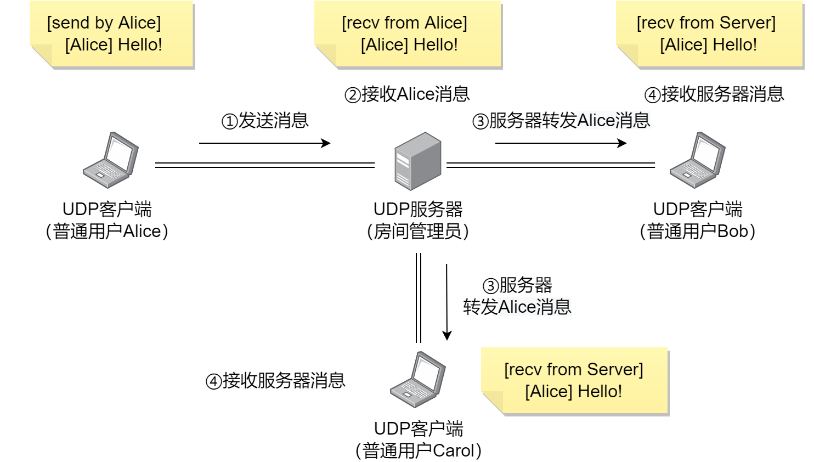 [send by Alice]
[Alice] Hello!
[recv from Alice]
[Alice] Hello!
[recv from Server]
[Alice] Hello!
②接收Alice消息
④接收服务器消息
①发送消息
③服务器转发Alice消息
UDP客户端
（普通用户Alice）
UDP服务器
（房间管理员）
UDP客户端
（普通用户Bob）
③服务器
转发Alice消息
④接收服务器消息
[recv from Server]
[Alice] Hello!
UDP客户端
（普通用户Carol）